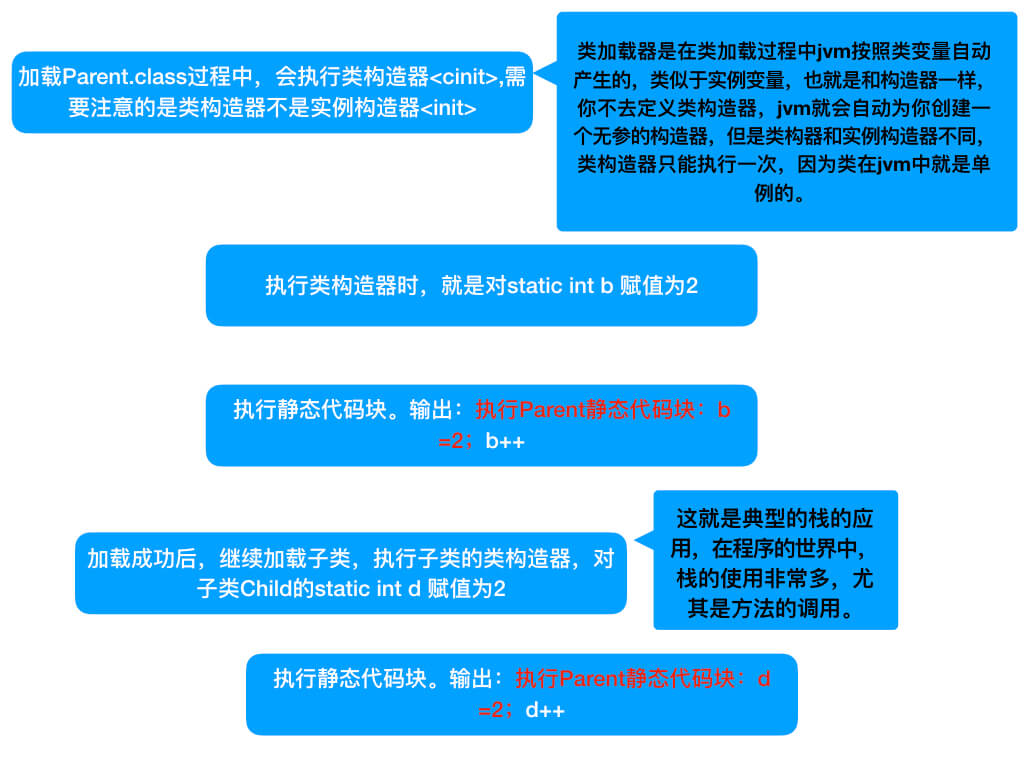 加载Parent.class过程中，会执行类构造器<cinit>,需
要注意的是类构造器不是实例构造器<init>
类加载器是在类加载过程中jvm按照类变量自动
产生的，类似于实例变量，也就是和构造器一样，
你不去定义类构造器，jvm就会自动为你创建一
个无参的构造器，但是类构器和实例构造器不同，
类构造器只能执行一次，因为类在jvm中就是单
例的。
执行类构造器时，就是对static int b 赋值为2
执行静态代码块。输出：执行Parent静态代码块：b
=2；b++
加载成功后，继续加载子类，执行子类的类构造器，对
子类Child的static int d 赋值为2
这就是典型的栈的应
用，在程序的世界中，
栈的使用非常多，尤
其是方法的调用。
执行静态代码块。输出：执行Parent静态代码块：d
=2；d++